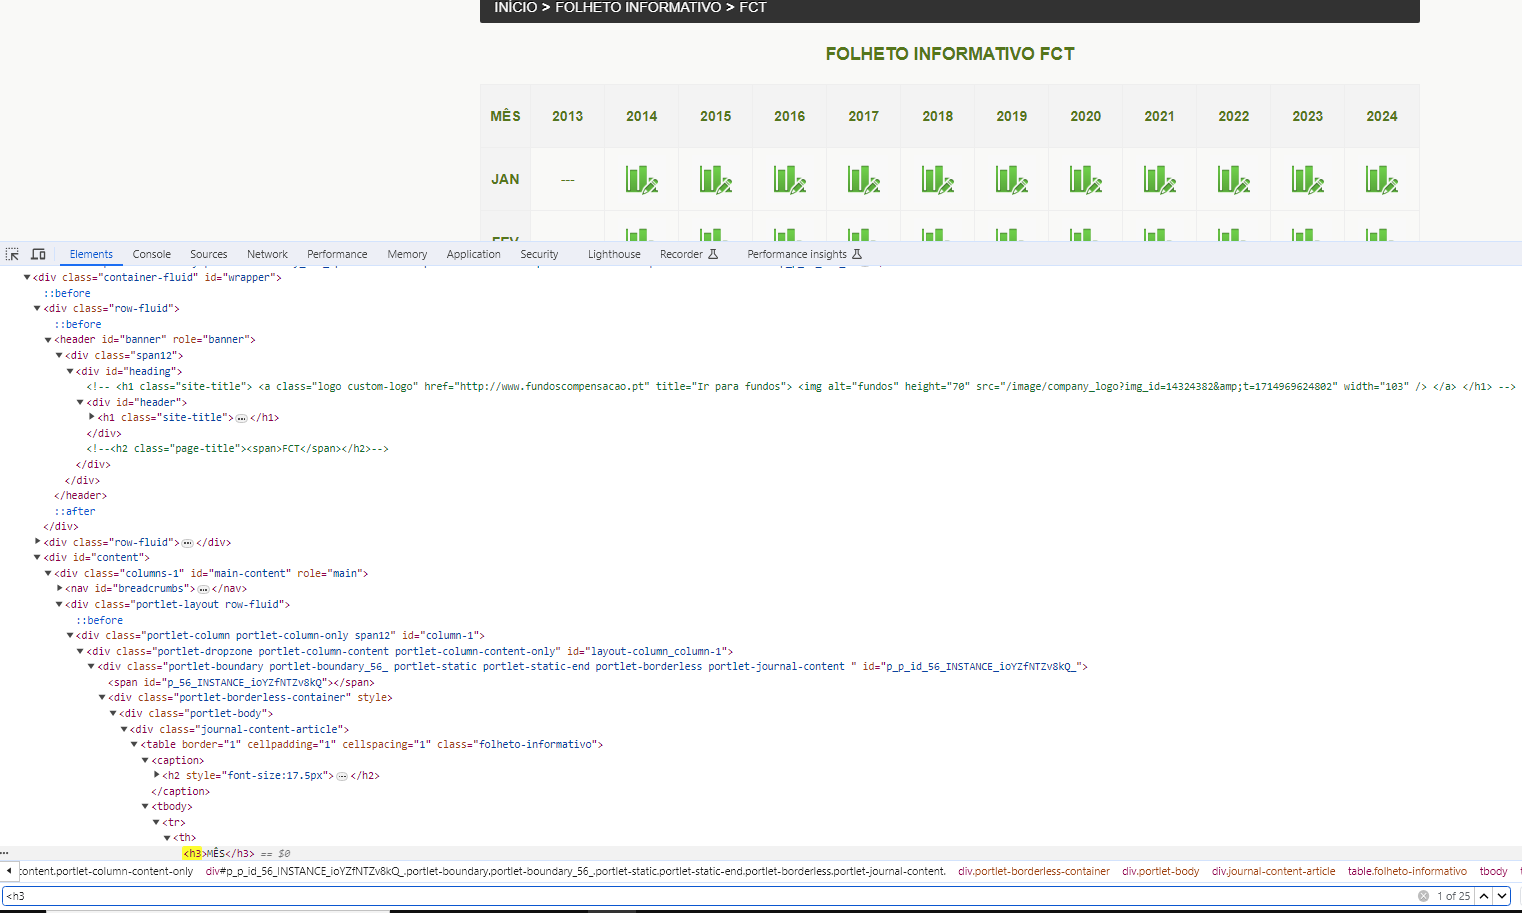 INÍCIO > FOLHETO INFORMATIVO > FCT
FOLHETO INFORMATIVO FCT
MÊS 2013 2014 2015 2016 2017 2018 2019 2020 2021 2022 2023 2024
JAN ---
FEV
Elements Console Sources Network Performance Memory Application Security Lighthouse Recorder Performance insights
<div class="container-fluid" id="wrapper">
::before
<div class="row-fluid">
::before
<header id="banner" role="banner">
<div class="span12">
<div id="heading">
<!-- <h1 class="site-title"> <a class="logo custom-logo" href="http://www.fundoscompensacao.pt" title="Ir para fundos"> <img alt="fundos" height="70" src="/image/company_logo?img_id=14324382&amp;t=1714969624802" width="103" /> </a> </h1> -->
<div id="header">
<h1 class="site-title"> … </h1>
</div>
<!--<h2 class="page-title"><span>FCT</span></h2>-->
</div>
</div>
</header>
::after
</div>
<div class="row-fluid"> … </div>
<div id="content">
<div class="columns-1" id="main-content" role="main">
<nav id="breadcrumbs"> … </nav>
<div class="portlet-layout row-fluid">
::before
<div class="portlet-column portlet-column-only span12" id="column-1">
<div class="portlet-dropzone portlet-column-content portlet-column-content-only" id="layout-column_column-1">
<div class="portlet-boundary portlet-boundary_56_ portlet-static portlet-static-end portlet-borderless portlet-journal-content " id="p_p_id_56_INSTANCE_ioYZfNTZv8kQ_">
<span id="p_56_INSTANCE_ioYZfNTZv8kQ"></span>
<div class="portlet-borderless-container" style>
<div class="portlet-body">
<div class="journal-content-article">
<table border="1" cellpadding="1" cellspacing="1" class="folheto-informativo">
<caption>
<h2 style="font-size:17.5px"> … </h2>
</caption>
<tbody>
<tr>
<th>
… <h3>MÊS</h3> == $0
content.portlet-column-content-only div#p_p_id_56_INSTANCE_ioYZfNTZv8kQ_.portlet-boundary.portlet-boundary_56_.portlet-static.portlet-static-end.portlet-borderless.portlet-journal-content. div.portlet-borderless-container div.portlet-body div.journal-content-article table.folheto-informativo tbody
<h3 1 of 25